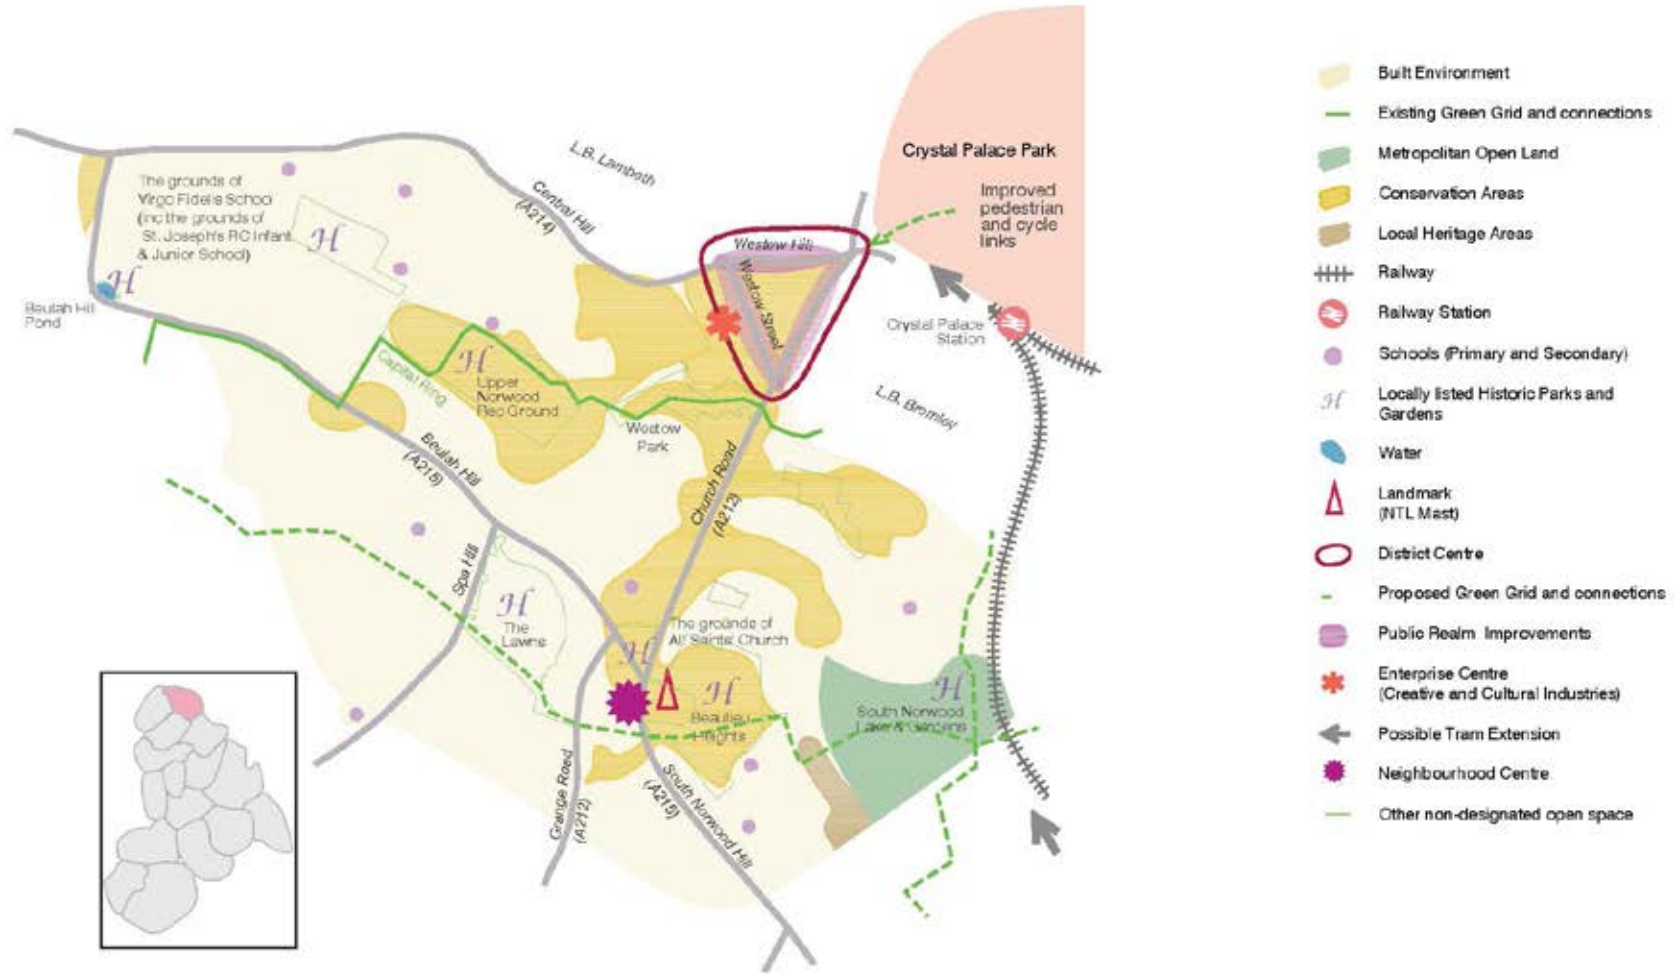 L.B. Lambeth
Central Hill
(A214)
The grounds of
Virgo Fidelis School
(inc the grounds of
St. Joseph's RC Infant
& Junior School)
H
H
Beulah Hill
Pond
Crystal Palace Park
Improved
pedestrian
and cycle
links
Westow Hill
Westow Street
Crystal Palace
Station
L.B. Bromley
Capital Ring
H
Upper
Norwood
Rec Ground
Westow
Park
Beulah Hill
(A215)
Church Road
(A212)
Spa Hill
H
The
Lawns
The grounds of
All Saints' Church
H
H
Beaulieu
Heights
H
South Norwood
Lake & Gardens
Grange Road
(A212)
South Norwood Hill
(A215)
Built Environment
Existing Green Grid and connections
Metropolitan Open Land
Conservation Areas
Local Heritage Areas
Railway
Railway Station
Schools (Primary and Secondary)
H
Locally listed Historic Parks and
Gardens
Water
Landmark
(NTL Mast)
District Centre
Proposed Green Grid and connections
Public Realm Improvements
Enterprise Centre
(Creative and Cultural Industries)
Possible Tram Extension
Neighbourhood Centre
Other non-designated open space